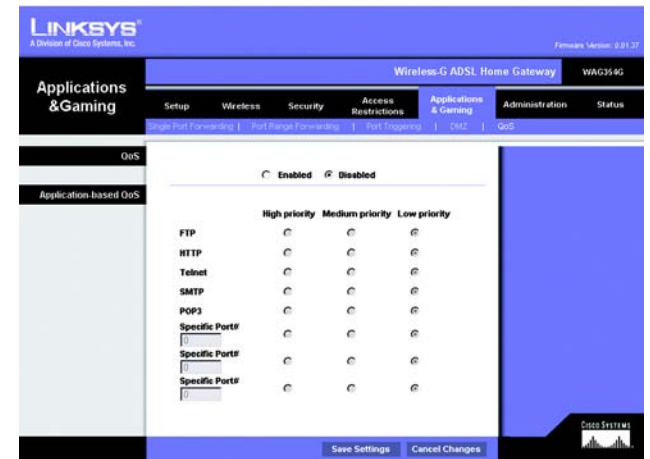 LINKSYS®
A Division of Cisco Systems, Inc.
Firmware Version: 0.01.37
Applications &Gaming
Wireless-G ADSL Home Gateway WAG354G
Setup Wireless Security Access Restrictions Applications & Gaming Administration Status
Single Port Forwarding | Port Range Forwarding | Port Triggering | DMZ | QoS
QoS
Enabled Disabled
Application-based QoS
High priority Medium priority Low priority
FTP
HTTP
Telnet
SMTP
POP3
Specific Port#
0
Specific Port#
0
Specific Port#
0
CISCO SYSTEMS
Save Settings Cancel Changes